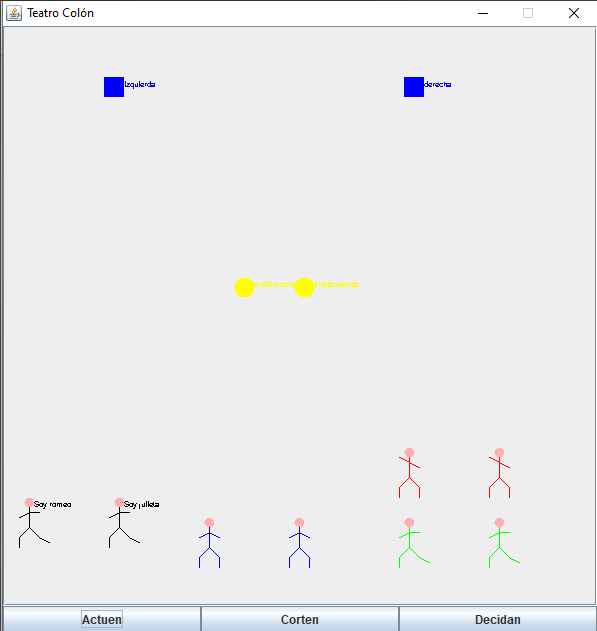 Teatro Colón
Izquierda
derecha
Soy romeo
Soy julieta
Actuen
Corten
Decidan